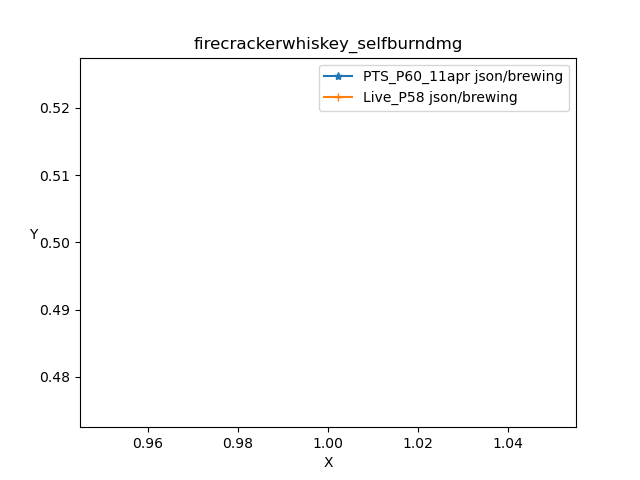 firecrackerwhiskey_selfburndmg
PTS_P60_11apr json/brewing
Live_P58 json/brewing
0.52
0.51
0.50
0.49
0.48
Y
0.96 0.98 1.00 1.02 1.04
X